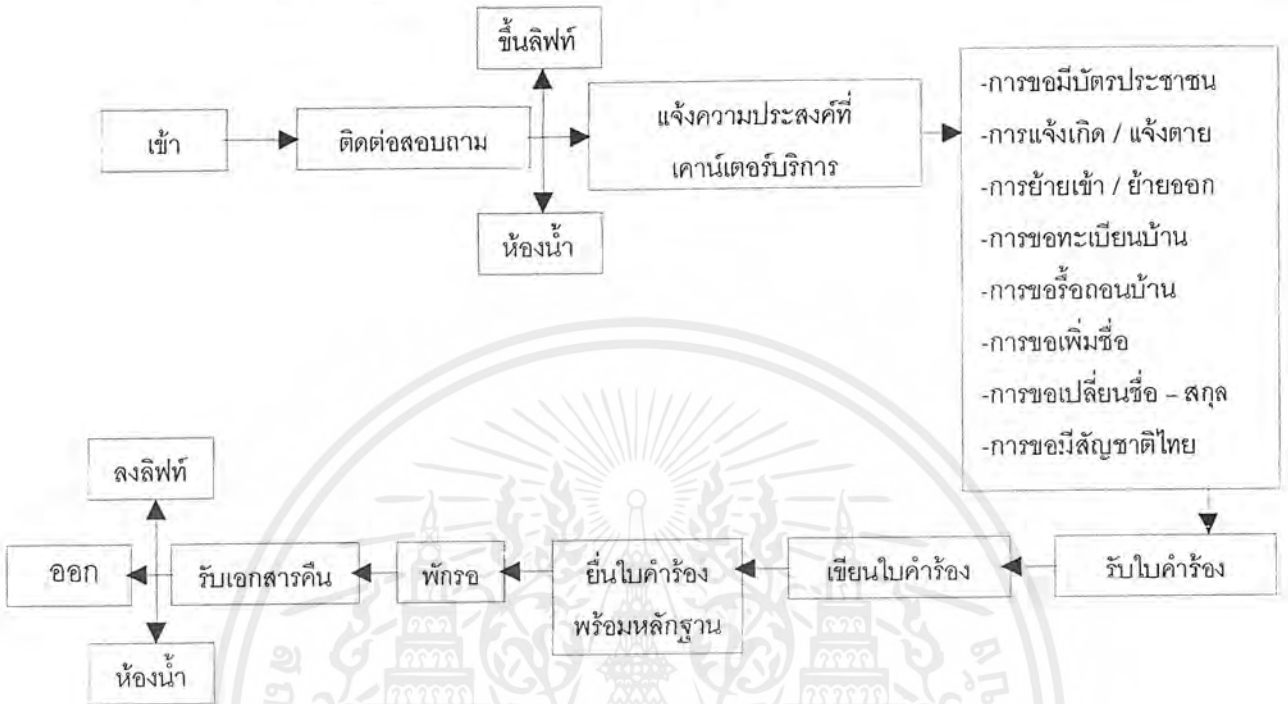 ขึ้นลิฟท์
เข้า
ติดต่อสอบถาม
แจ้งความประสงค์ที่
เคาน์เตอร์บริการ
ห้องน้ำ
-การขอมีบัตรประชาชน
-การแจ้งเกิด / แจ้งตาย
-การย้ายเข้า / ย้ายออก
-การขอทะเบียนบ้าน
-การขอรื้อถอนบ้าน
-การขอเพิ่มชื่อ
-การขอเปลี่ยนชื่อ – สกุล
-การขอมีสัญชาติไทย
รับใบคำร้อง
เขียนใบคำร้อง
ยื่นใบคำร้อง
พร้อมหลักฐาน
พักรอ
รับเอกสารคืน
ลงลิฟท์
ออก
ห้องน้ำ